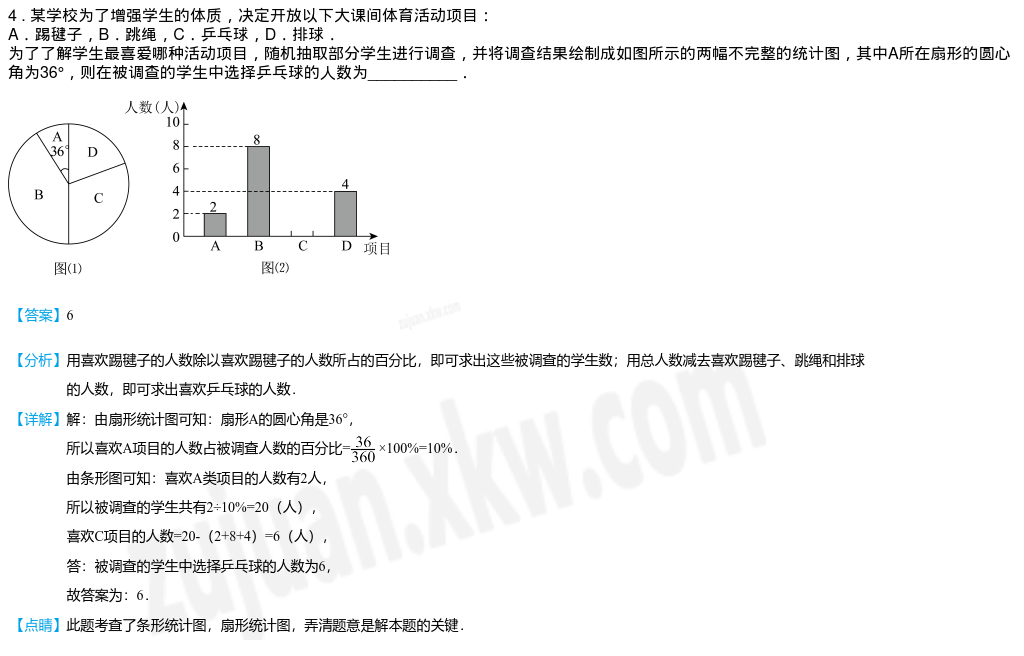 4．某学校为了增强学生的体质，决定开放以下大课间体育活动项目：
A．踢毽子，B．跳绳，C．乒乓球，D．排球．
为了了解学生最喜爱哪种活动项目，随机抽取部分学生进行调查，并将调查结果绘制成如图所示的两幅不完整的统计图，其中A所在扇形的圆心
角为36°，则在被调查的学生中选择乒乓球的人数为___________．
人数(人)
10
8
6
4
2
0
2
8
4
A
B
C
D
项目
A
36°
D
B
C
图(1)
图(2)
【答案】6
【分析】用喜欢踢毽子的人数除以喜欢踢毽子的人数所占的百分比，即可求出这些被调查的学生数；用总人数减去喜欢踢毽子、跳绳和排球
的人数，即可求出喜欢乒乓球的人数．
【详解】解：由扇形统计图可知：扇形A的圆心角是36°，
所以喜欢A项目的人数占被调查人数的百分比=36/360×100%=10%．
由条形图可知：喜欢A类项目的人数有2人，
所以被调查的学生共有2÷10%=20（人），
喜欢C项目的人数=20-（2+8+4）=6（人），
答：被调查的学生中选择乒乓球的人数为6，
故答案为：6．
【点睛】此题考查了条形统计图，扇形统计图，弄清题意是解本题的关键．
zujuan.xkw.com
zujuan.xkw.com